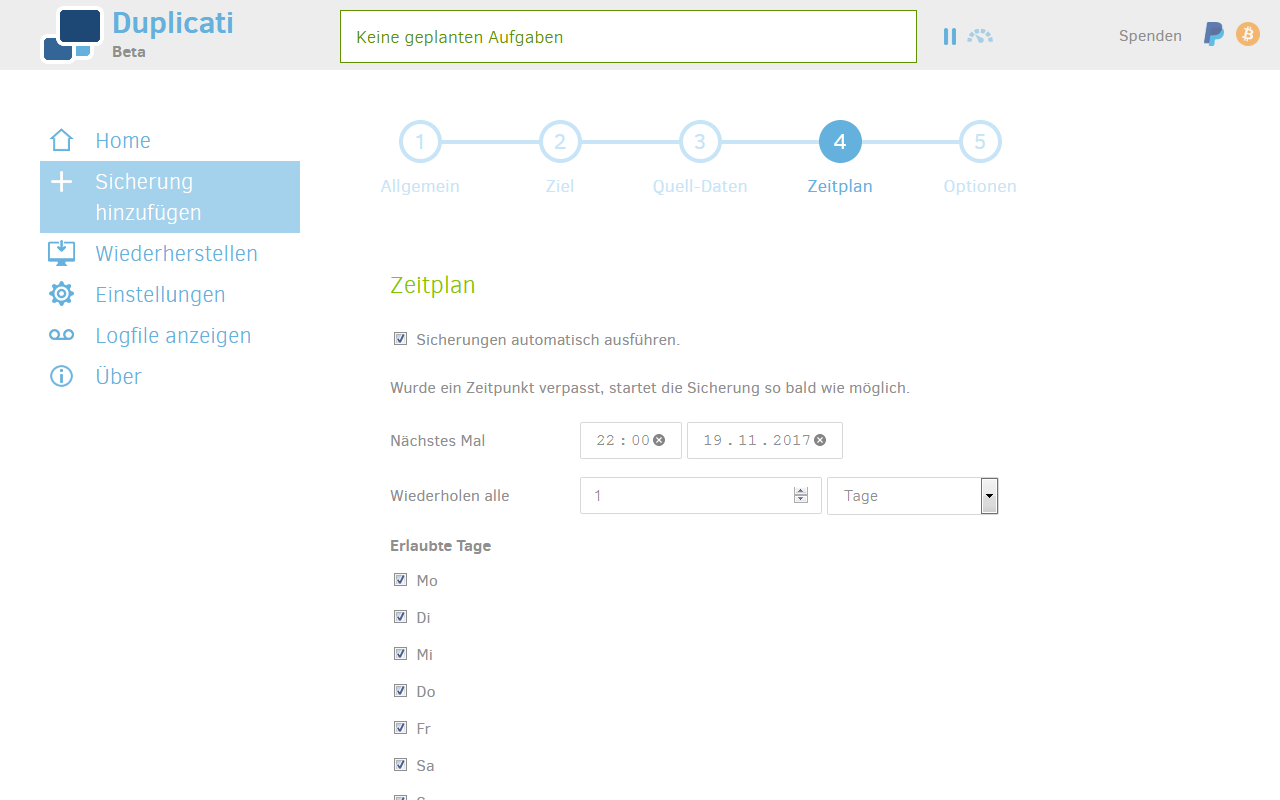 Duplicati
Beta
Keine geplanten Aufgaben
Spenden
Home
Sicherung
hinzufügen
Wiederherstellen
Einstellungen
Logfile anzeigen
Über
1 2 3 4 5
Allgemein Ziel Quell-Daten Zeitplan Optionen
Zeitplan
Sicherungen automatisch ausführen.
Wurde ein Zeitpunkt verpasst, startet die Sicherung so bald wie möglich.
Nächstes Mal 22 : 00 19 . 11 . 2017
Wiederholen alle 1 Tage
Erlaubte Tage
Mo
Di
Mi
Do
Fr
Sa